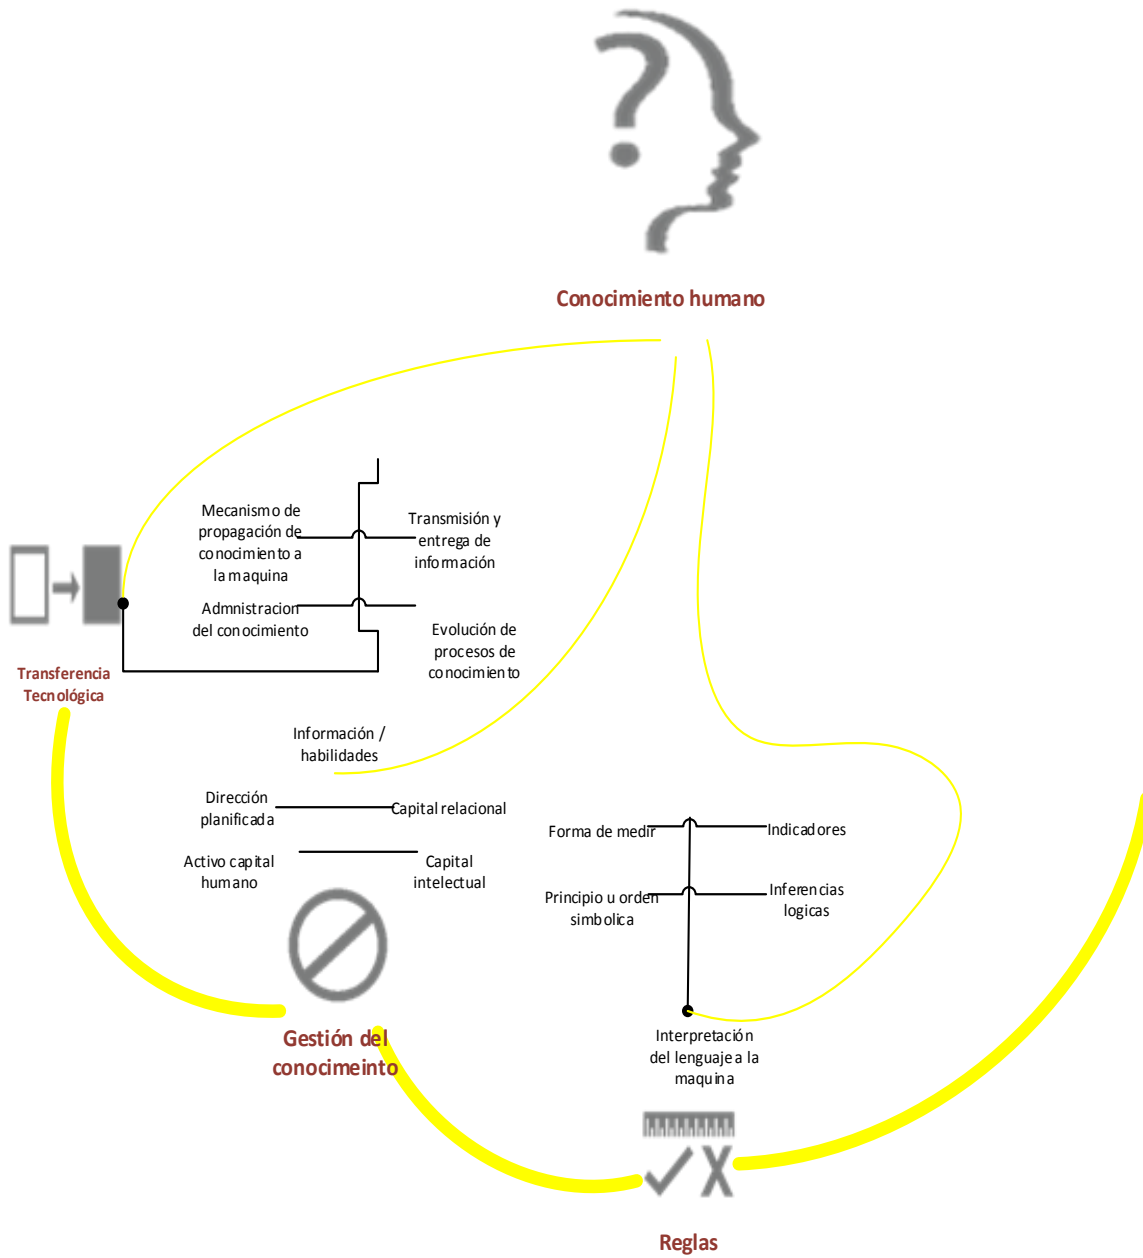 ?
Conocimiento humano
Mecanismo de
propagación de
conocimiento a
la maquina
Transmisión y
entrega de
información
Admnistracion
del conocimiento
Evolución de
procesos de
conocimiento
Transferencia
Tecnológica
Información /
habilidades
Dirección
planificada
Capital relacional
Activo capital
humano
Capital
intelectual
Gestión del
conocimeinto
Forma de medir
Indicadores
Principio u orden
simbolica
Inferencias
logicas
Interpretación
del lenguaje a la
maquina
Reglas